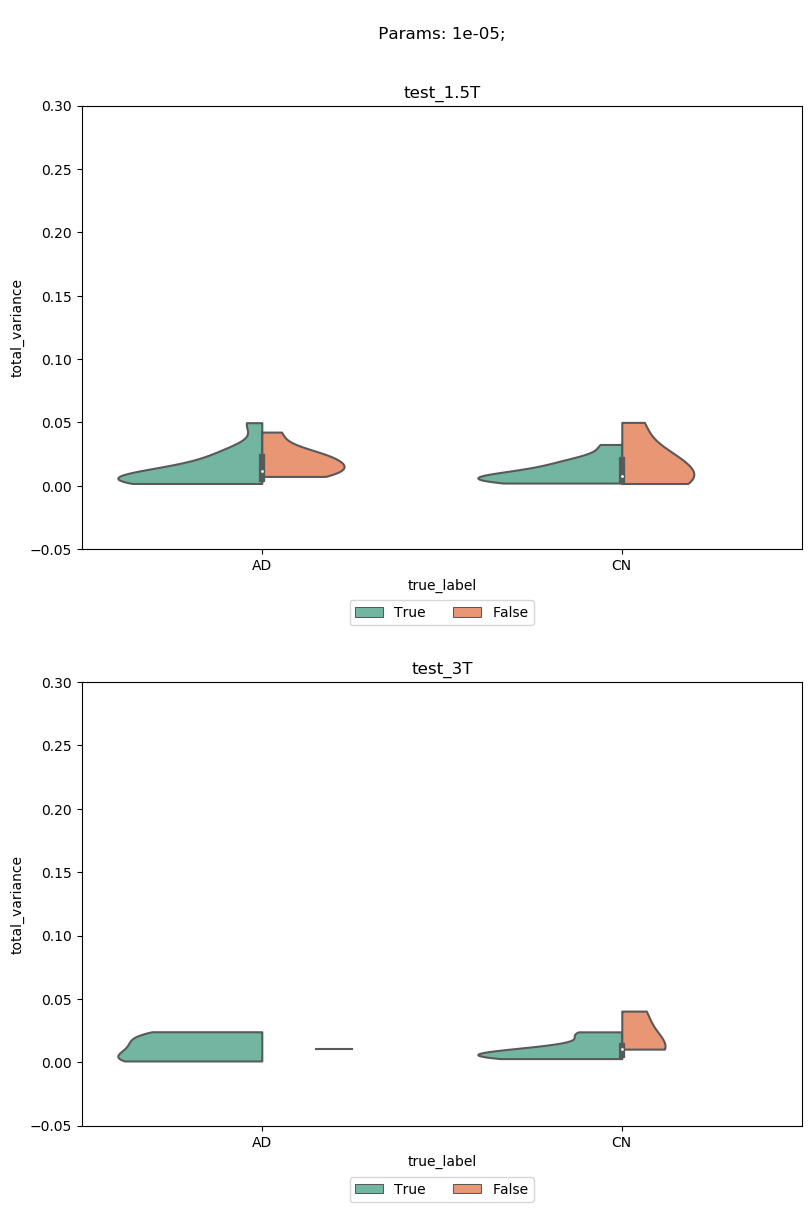 Params: 1e-05;
test_1.5T
0.30
0.25
0.20
0.15
0.10
0.05
0.00
−0.05
total_variance
AD
CN
true_label
True
False
test_3T
0.30
0.25
0.20
0.15
0.10
0.05
0.00
−0.05
total_variance
AD
CN
true_label
True
False